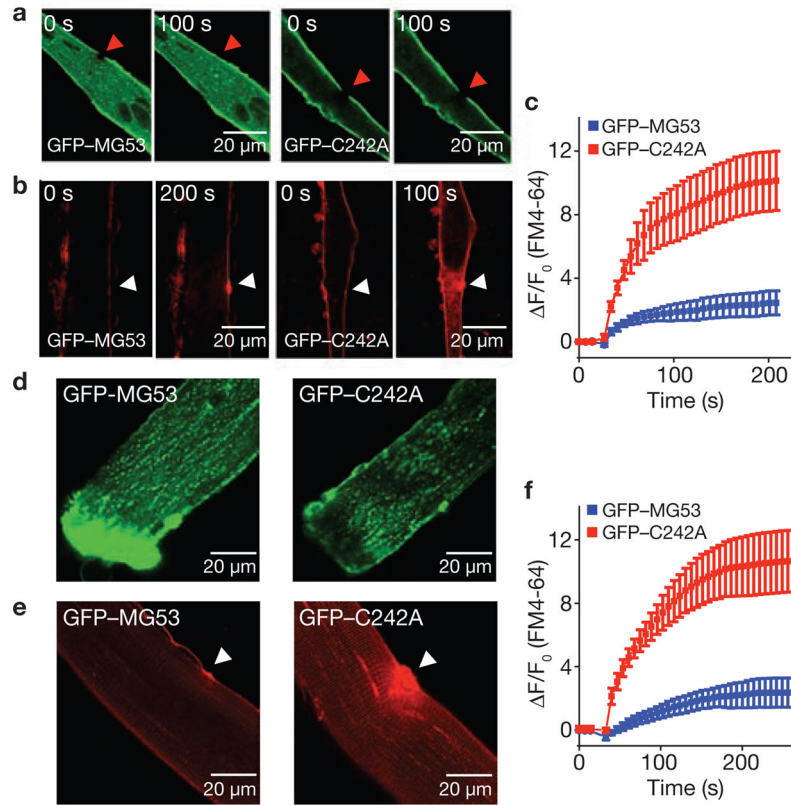 a
0 s
100 s
0 s
100 s
GFP–MG53
20 μm
GFP–C242A
20 μm
b
0 s
200 s
0 s
100 s
GFP–MG53
20 μm
GFP–C242A
20 μm
c
GFP–MG53
GFP–C242A
ΔF/F0 (FM4–64)
12
8
4
0
0
100
200
Time (s)
d
GFP-MG53
20 μm
GFP–C242A
20 μm
e
GFP–MG53
20 μm
GFP–C242A
20 μm
f
GFP–MG53
GFP–C242A
ΔF/F0 (FM4–64)
12
8
4
0
0
100
200
Time (s)